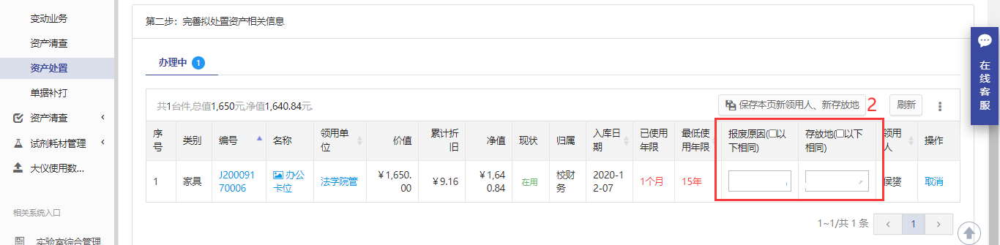 变动业务
资产清查
资产处置
单据补打
资产清查
试剂耗材管理
大仪使用数...
相关系统入口
实验室综合管理
第二步：完善拟处置资产相关信息
办理中 1
共1台件,总值1,650元,净值1,640.84元.
保存本页新领用人、新存放地
2
刷新
序号
类别
编号
名称
领用单位
价值
累计折旧
净值
现状
归属
入库日期
已使用年限
最低使用年限
报废原因(以下相同)
存放地(以下相同)
领用人
操作
1
家具
J20009170006
办公卡位
法学院管
￥1,650.00
￥9.16
￥1,640.84
在用
校财务
2020-12-07
1个月
15年
侯赟
取消
1~1/共 1 条
1
在线客服